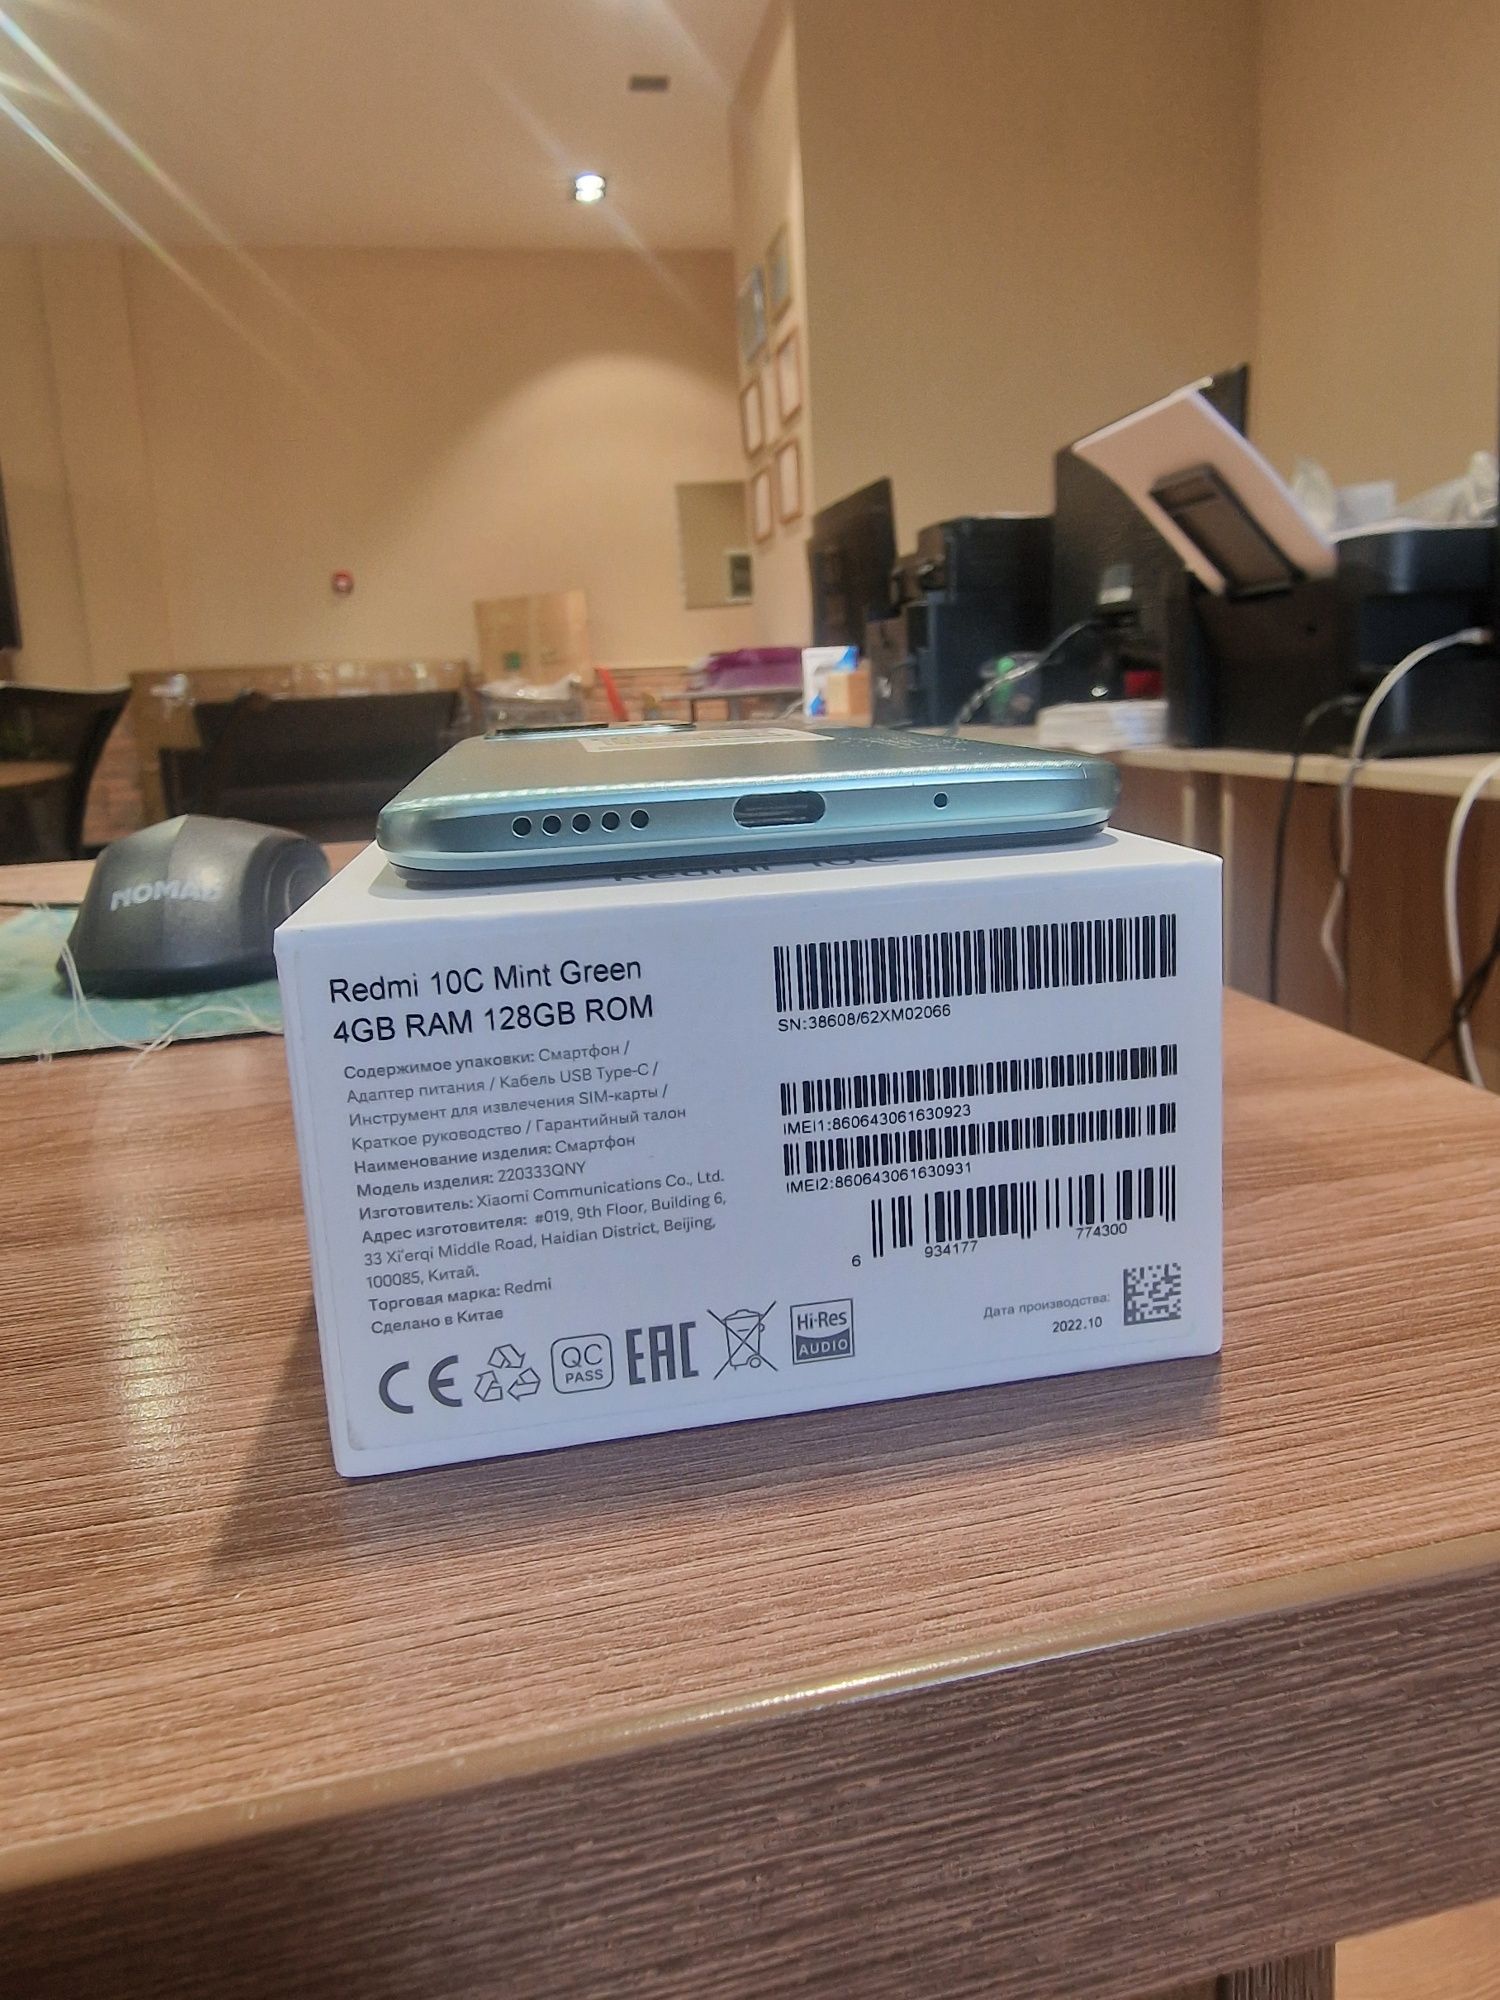 Redmi 10C
Redmi 10C Mint Green
4GB RAM 128GB ROM
Содержимое упаковки: Смартфон /
Адаптер питания / Кабель USB Type-C /
Инструмент для извлечения SIM-карты /
Краткое руководство / Гарантийный талон
Наименование изделия: Смартфон
Модель изделия: 220333QNY
Изготовитель: Xiaomi Communications Co., Ltd.
Адрес изготовителя: #019, 9th Floor, Building 6,
33 Xi'erqi Middle Road, Haidian District, Beijing,
100085, Китай.
Торговая марка: Redmi
Сделано в Китае
CE
QC
PASS
EAC
Hi-Res
AUDIO
SN:38608/62XM02066
IMEI1:860643061630923
IMEI2:860643061630931
6 934177 774300
Дата производства:
2022.10